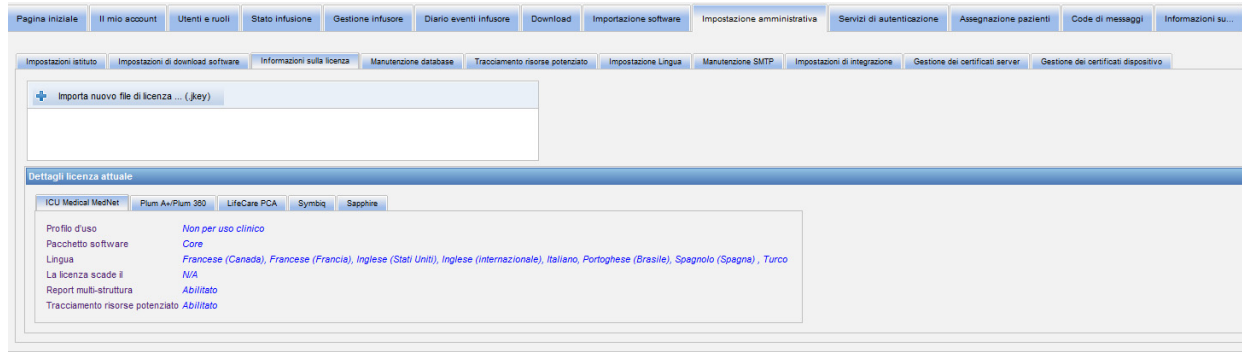 Pagina iniziale Il mio account Utenti e ruoli Stato infusione Gestione infusore Diario eventi infusore Download Importazione software Impostazione amministrativa Servizi di autenticazione Assegnazione pazienti Code di messaggi Informazioni su...
Impostazioni istituto Impostazioni di download software Informazioni sulla licenza Manutenzione database Tracciamento risorse potenziato Impostazione Lingua Manutenzione SMTP Impostazioni di integrazione Gestione dei certificati server Gestione dei certificati dispositivo
Importa nuovo file di licenza ... (.jkey)
Dettagli licenza attuale
ICU Medical MedNet Plum A+/Plum 360 LifeCare PCA Symbiq Sapphire
Profilo d'uso Non per uso clinico
Pacchetto software Core
Lingua Francese (Canada), Francese (Francia), Inglese (Stati Uniti), Inglese (internazionale), Italiano, Portoghese (Brasile), Spagnolo (Spagna) , Turco
La licenza scade il N/A
Report multi-struttura Abilitato
Tracciamento risorse potenziato Abilitato